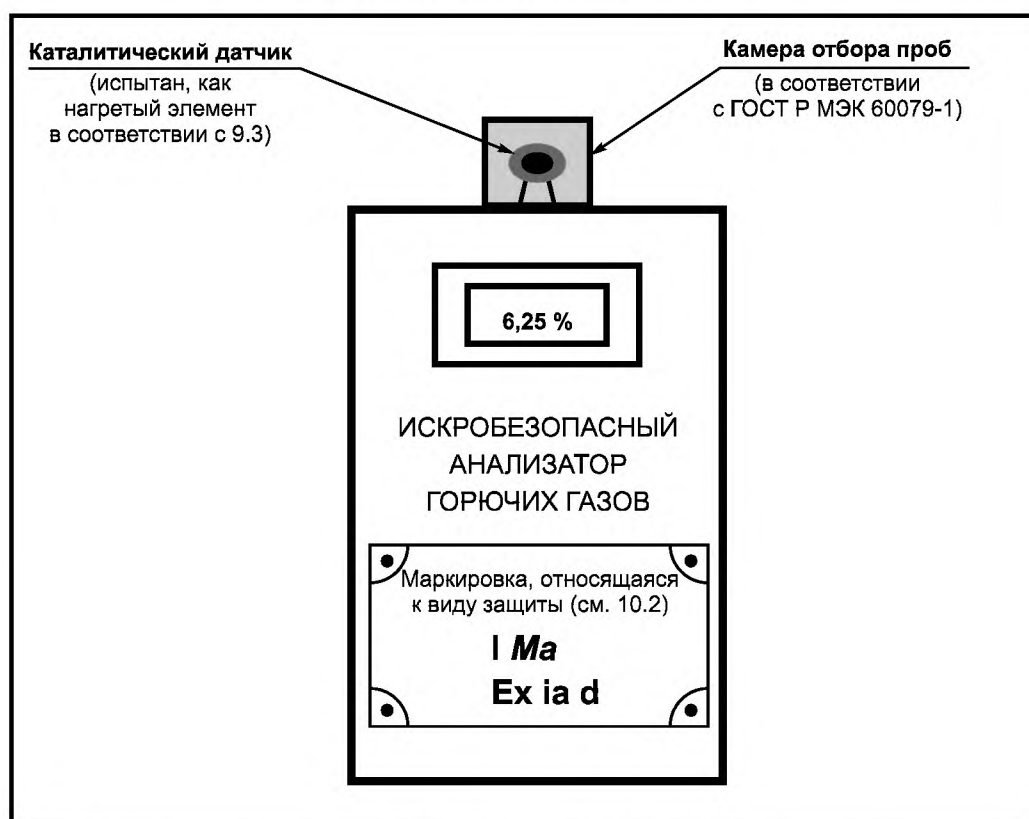 Каталитический датчик
(испытан, как
нагретый элемент
в соответствии с 9.3)
Камера отбора проб
(в соответствии
с ГОСТ Р МЭК 60079-1)
6,25 %
ИСКРОБЕЗОПАСНЫЙ
АНАЛИЗАТОР
ГОРЮЧИХ ГАЗОВ
Маркировка, относящаяся
к виду защиты (см. 10.2)
I Ma
Ex ia d